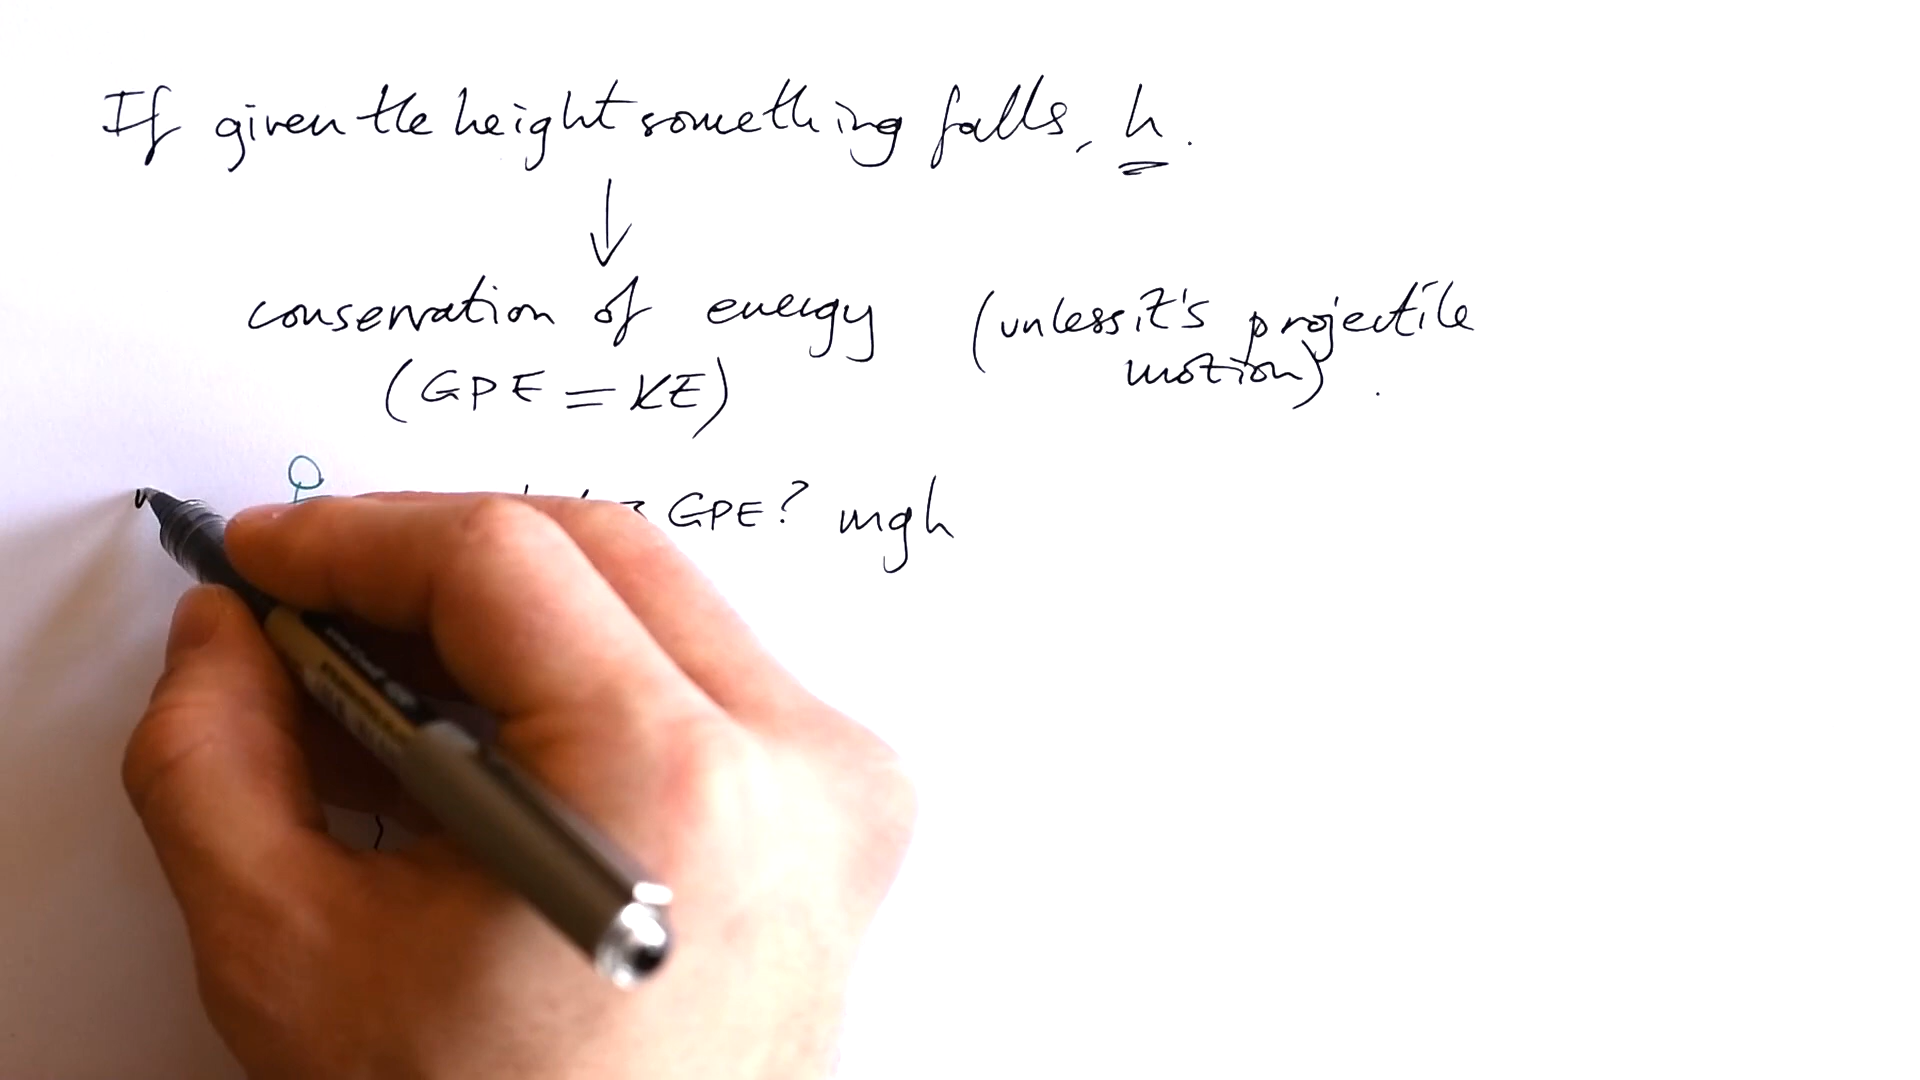 If given the height something falls, h.
conservation of energy (unless it's projectile
(GPE = KE) motion).
GPE? mgh